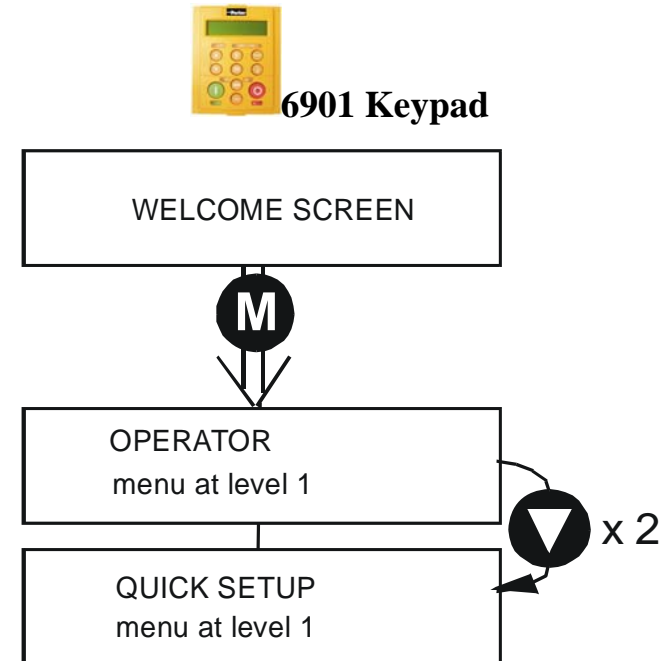 6901 Keypad
WELCOME SCREEN
M
OPERATOR
menu at level 1
x 2
QUICK SETUP
menu at level 1